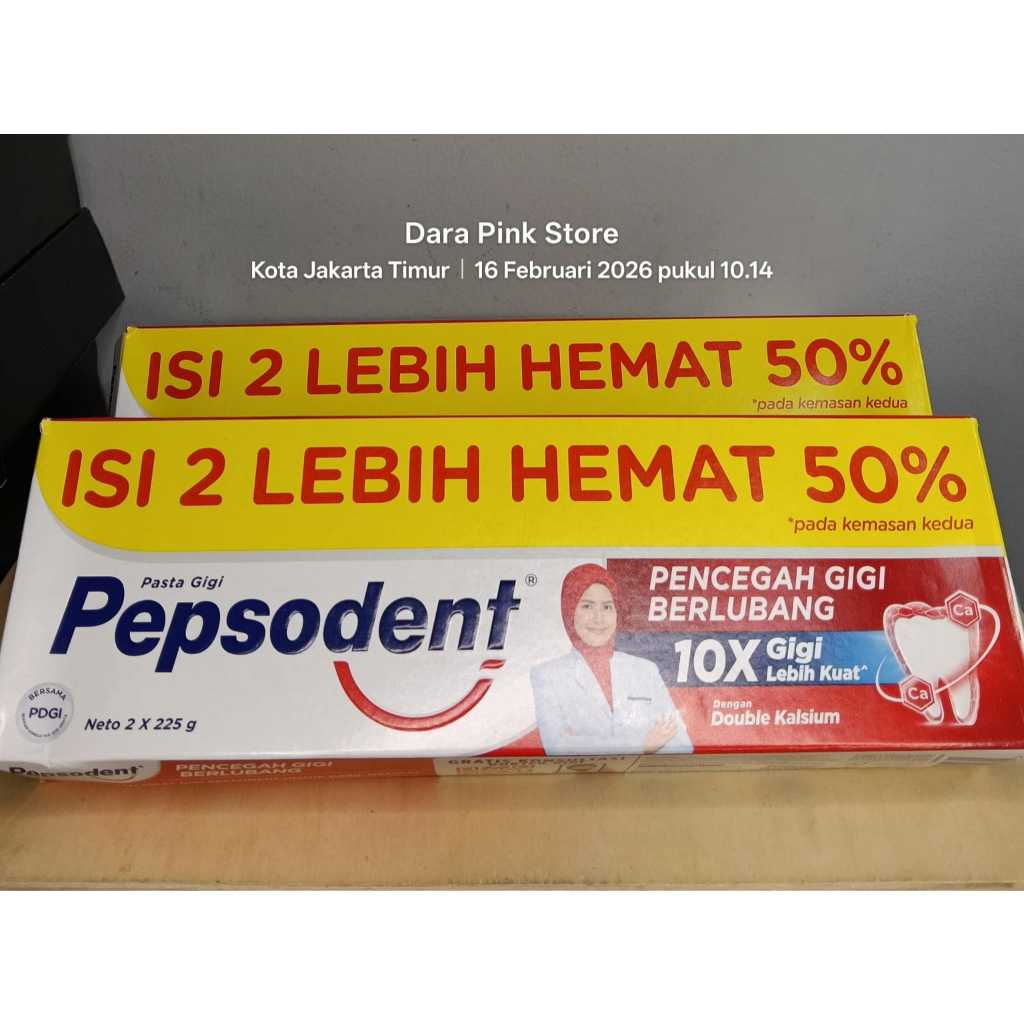 Dara Pink Store
Kota Jakarta Timur | 16 Februari 2026 pukul 10.14
ISI 2 LEBIH HEMAT 50%
*pada kemasan kedua
ISI 2 LEBIH HEMAT 50%
*pada kemasan kedua
Pasta Gigi
Pepsodent®
PENCEGAH GIGI
BERLUBANG
10X Gigi
Lebih Kuat^
Dengan
Double Kalsium
Ca
Ca
BERSAMA
PDGI
Neto 2 X 225 g
Pepsodent
PENCEGAH GIGI
BERLUBANG